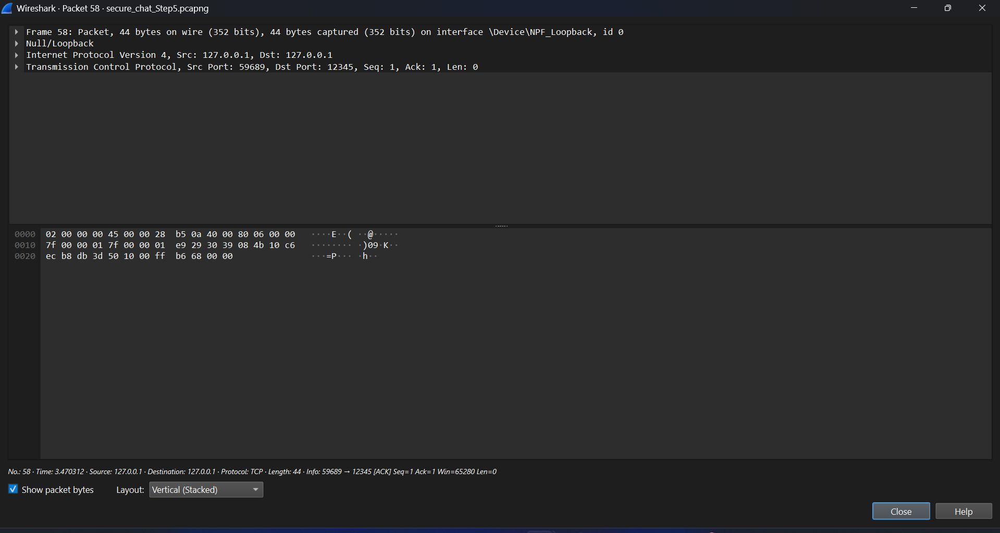 Wireshark · Packet 58 · secure_chat_Step5.pcapng
Frame 58: Packet, 44 bytes on wire (352 bits), 44 bytes captured (352 bits) on interface \Device\NPF_Loopback, id 0
Null/Loopback
Internet Protocol Version 4, Src: 127.0.0.1, Dst: 127.0.0.1
Transmission Control Protocol, Src Port: 59689, Dst Port: 12345, Seq: 1, Ack: 1, Len: 0
0000 02 00 00 00 45 00 00 28 b5 0a 40 00 80 06 00 00 ····E··( ··@·····
0010 7f 00 00 01 7f 00 00 01 e9 29 30 39 08 4b 10 c6 ········ ·)09·K··
0020 ec b8 db 3d 50 10 00 ff b6 68 00 00 ···=P··· ·h··
No.: 58 · Time: 3.470312 · Source: 127.0.0.1 · Destination: 127.0.0.1 · Protocol: TCP · Length: 44 · Info: 59689 → 12345 [ACK] Seq=1 Ack=1 Win=65280 Len=0
Show packet bytes Layout: Vertical (Stacked)
Close Help